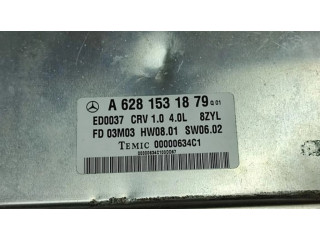 A 628 153 18 79 Q 01
ED0037 CRV 1.0 4.0L 8ZYL
FD 03M03 HW08.01 SW06.02
TEMIC 00000634C1